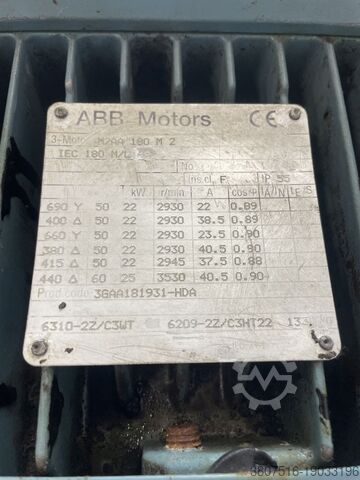 ABB Motors CE
3-Motor M2AA 180 M 2
IEC 180 M/L
No
Ins.cl. F IP 55
kW r/min A cosφ IA/IN tE/s
690 Y 50 22 2930 22 0.89
400 Δ 50 22 2930 38.5 0.89
660 Y 50 22 2930 23.5 0.90
380 Δ 50 22 2930 40.5 0.90
415 Δ 50 22 2945 37.5 0.88
440 Δ 60 25 3530 40.5 0.90
Prod code 3GAA181931-HDA
6310-2Z/C3WT 6209-2Z/C3HT22
3607516-19033196